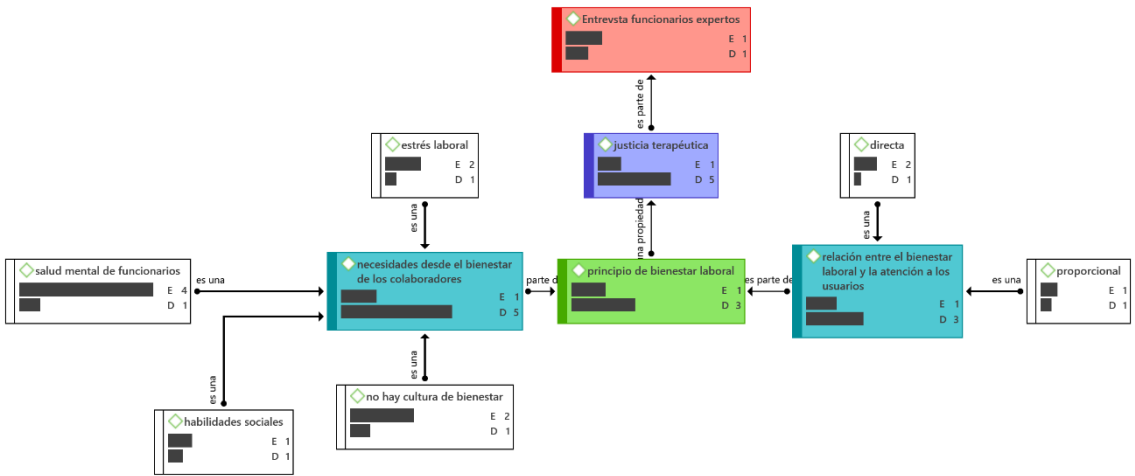 Entrevsta funcionarios expertos
E 1
D 1
es parte de
estrés laboral
E 2
D 1
justicia terapéutica
E 1
D 5
directa
E 2
D 1
es una
una propiedad
es una
salud mental de funcionarios
E 4
D 1
es una
necesidades desde el bienestar
de los colaboradores
E 1
D 5
parte d
principio de bienestar laboral
E 1
D 3
es parte de
relación entre el bienestar
laboral y la atención a los
usuarios
E 1
D 3
es una
proporcional
E 1
D 1
es una
es una
no hay cultura de bienestar
E 2
D 1
habilidades sociales
E 1
D 1